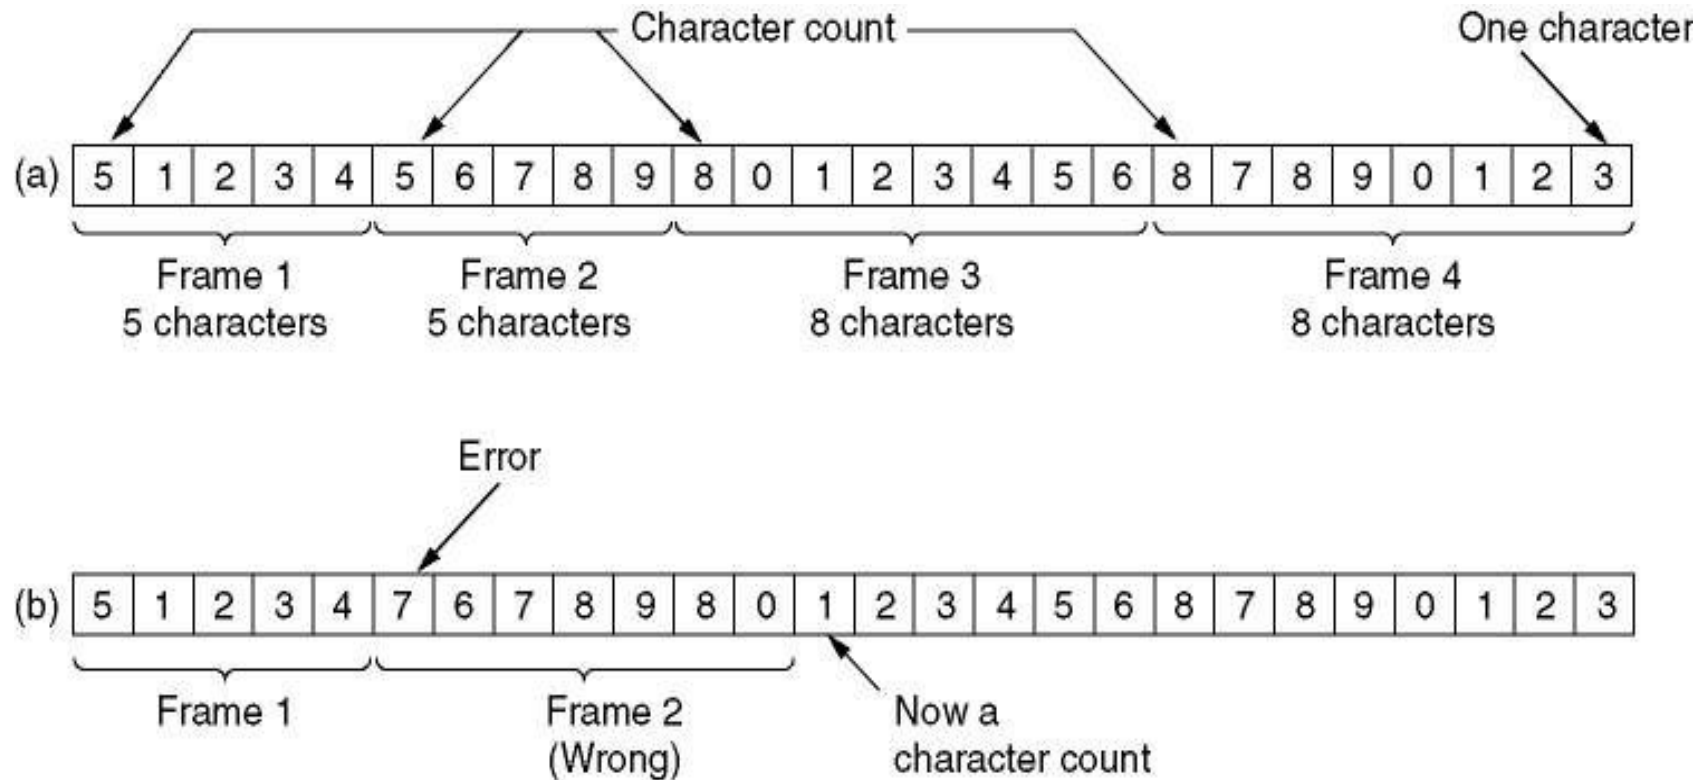 Character count
One character
(a) 5 1 2 3 4 5 6 7 8 9 8 0 1 2 3 4 5 6 8 7 8 9 0 1 2 3
Frame 1 Frame 2 Frame 3 Frame 4
5 characters 5 characters 8 characters 8 characters
Error
(b) 5 1 2 3 4 7 6 7 8 9 8 0 1 2 3 4 5 6 8 7 8 9 0 1 2 3
Frame 1 Frame 2 Now a
(Wrong) character count